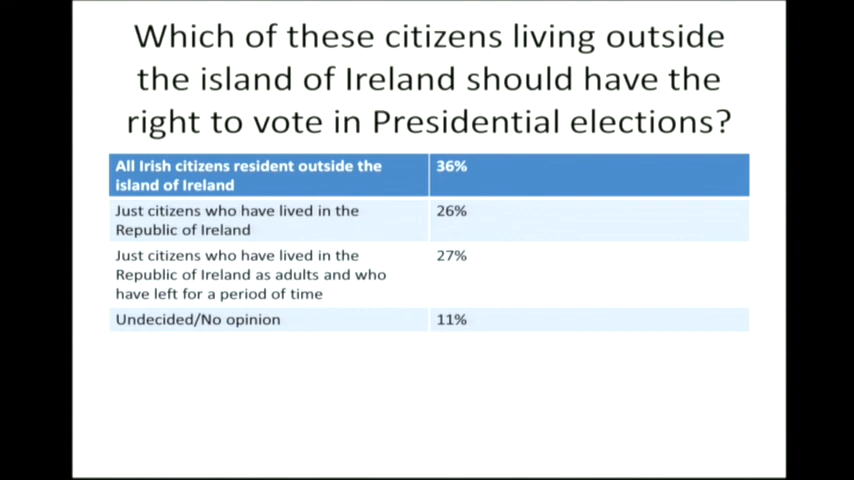 Which of these citizens living outside
the island of Ireland should have the
right to vote in Presidential elections?
All Irish citizens resident outside the
island of Ireland
36%
Just citizens who have lived in the
Republic of Ireland
26%
Just citizens who have lived in the
Republic of Ireland as adults and who
have left for a period of time
27%
Undecided/No opinion
11%